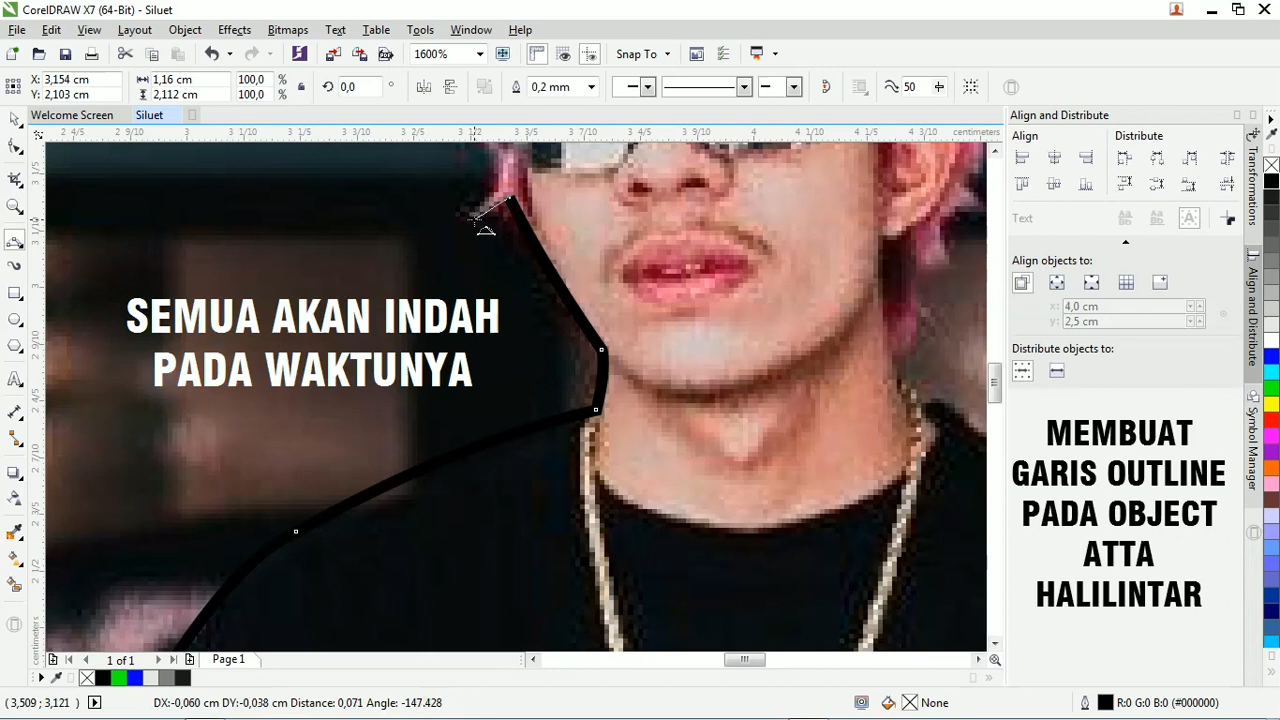 CorelDRAW X7 (64-Bit) - Siluet
File Edit View Layout Object Effects Bitmaps Text Table Tools Window Help
1600% Snap To
X: 3,154 cm 1,16 cm 100,0 % 0,0 ° 0,2 mm 50
Y: 2,103 cm 2,112 cm 100,0 %
Welcome Screen Siluet
Align and Distribute
centimeters
Align Distribute
Text
Align objects to:
x: 4,0 cm
y: 2,5 cm
Distribute objects to:
Transformations
Align and Distribute
Symbol Manager
SEMUA AKAN INDAH
PADA WAKTUNYA
MEMBUAT
GARIS OUTLINE
PADA OBJECT
ATTA
HALILINTAR
centimeters
1 of 1 Page 1
(3,509 ; 3,121 ) DX:-0,060 cm DY:-0,038 cm Distance: 0,071 Angle: -147.428 None R:0 G:0 B:0 (#000000)